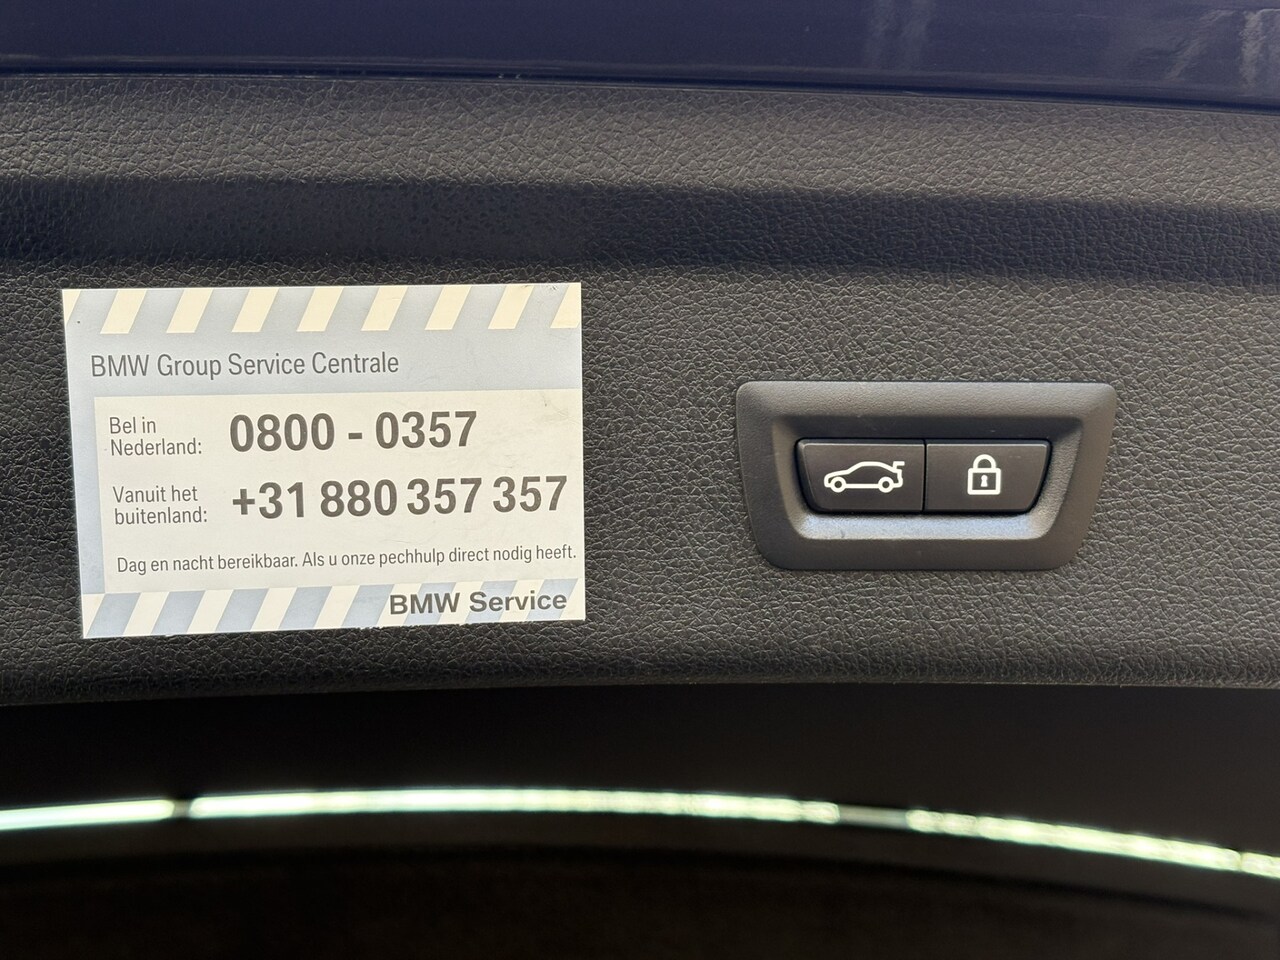 BMW Group Service Centrale
Bel in
Nederland: 0800 - 0357
Vanuit het
buitenland: +31 880 357 357
Dag en nacht bereikbaar. Als u onze pechhulp direct nodig heeft.
BMW Service